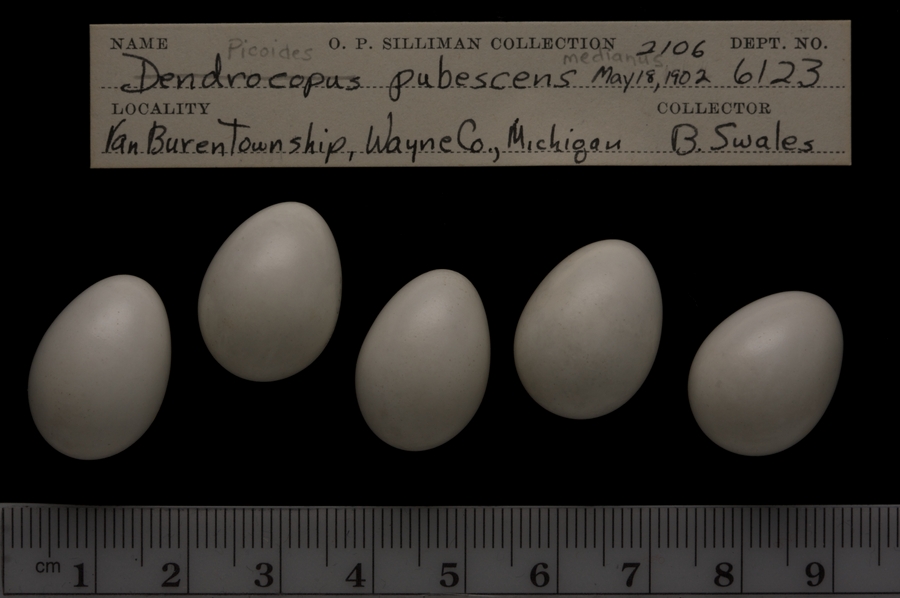 NAME Picoides O. P. SILLIMAN COLLECTION 2106 DEPT. NO.
Dendrocopus pubescens medianus May 18, 1902 6123
LOCALITY COLLECTOR
Van Buren Township, Wayne Co., Michigan B. Swales
cm 1 2 3 4 5 6 7 8 9